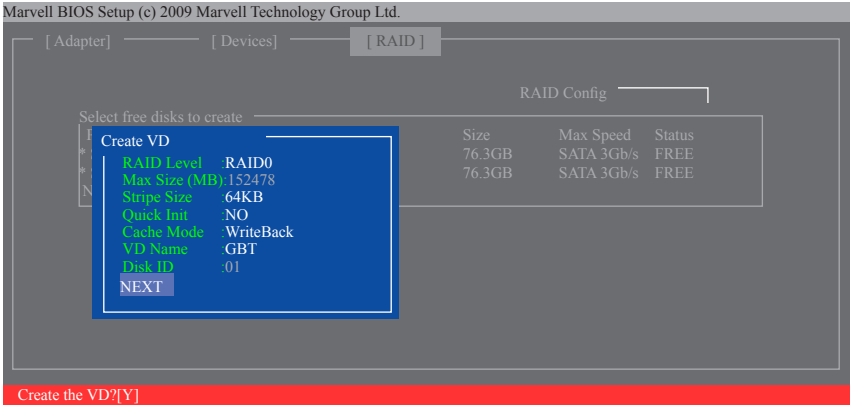 Marvell BIOS Setup (c) 2009 Marvell Technology Group Ltd.
[ Adapter] [ Devices] [ RAID ]
RAID Config
Select free disks to create
Size Max Speed Status
* 76.3GB SATA 3Gb/s FREE
* 76.3GB SATA 3Gb/s FREE
Create VD
RAID Level :RAID0
Max Size (MB):152478
Stripe Size :64KB
Quick Init :NO
Cache Mode :WriteBack
VD Name :GBT
Disk ID :01
NEXT
Create the VD?[Y]